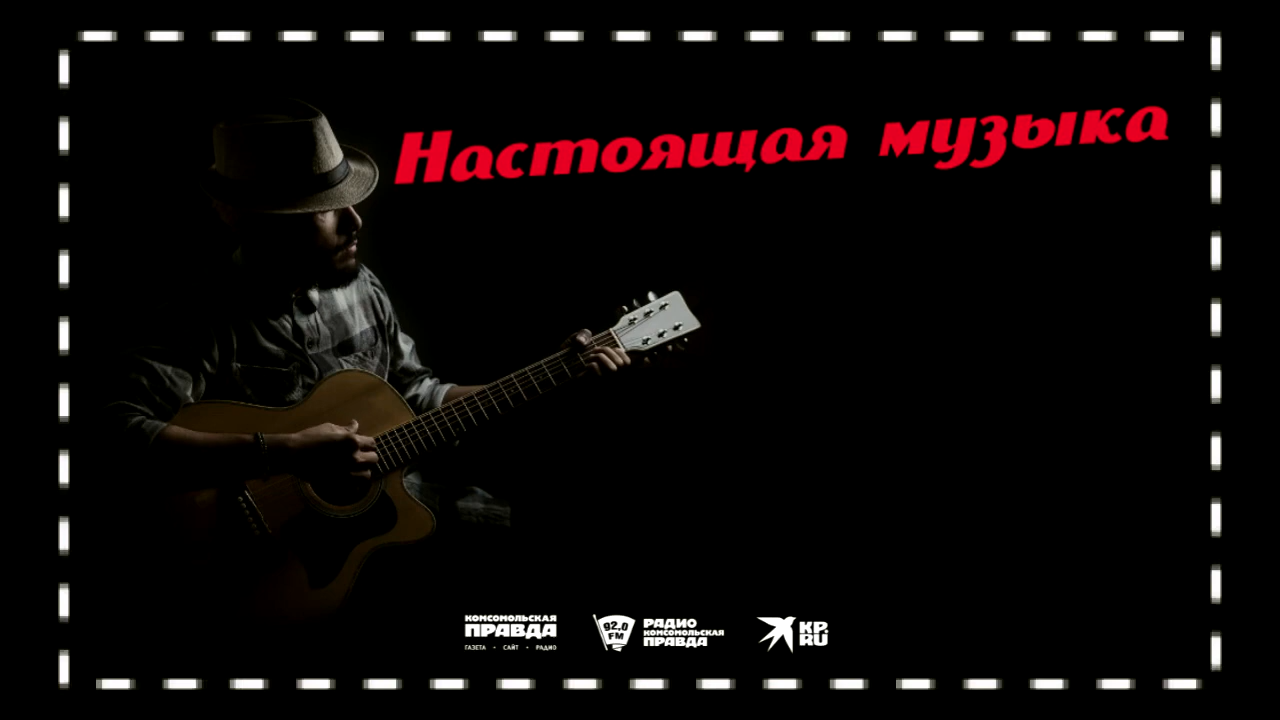 Настоящая музыка
КОМСОМОЛЬСКАЯ
ПРАВДА
ГАЗЕТА • САЙТ • РАДИО
92.0
FM
РАДИО
КОМСОМОЛЬСКАЯ
ПРАВДА
KP.
RU